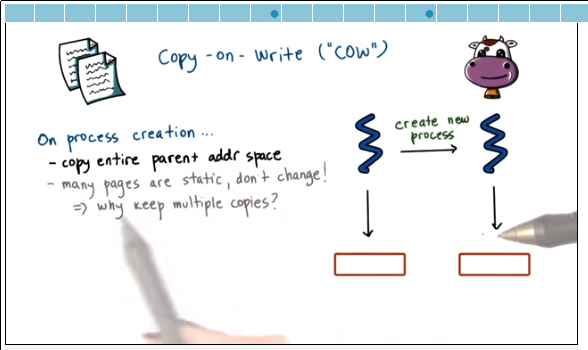 Copy-on-Write ("COW")
On process creation...
- copy entire parent addr space
- many pages are static, don't change!
=> why keep multiple copies?
create new
process